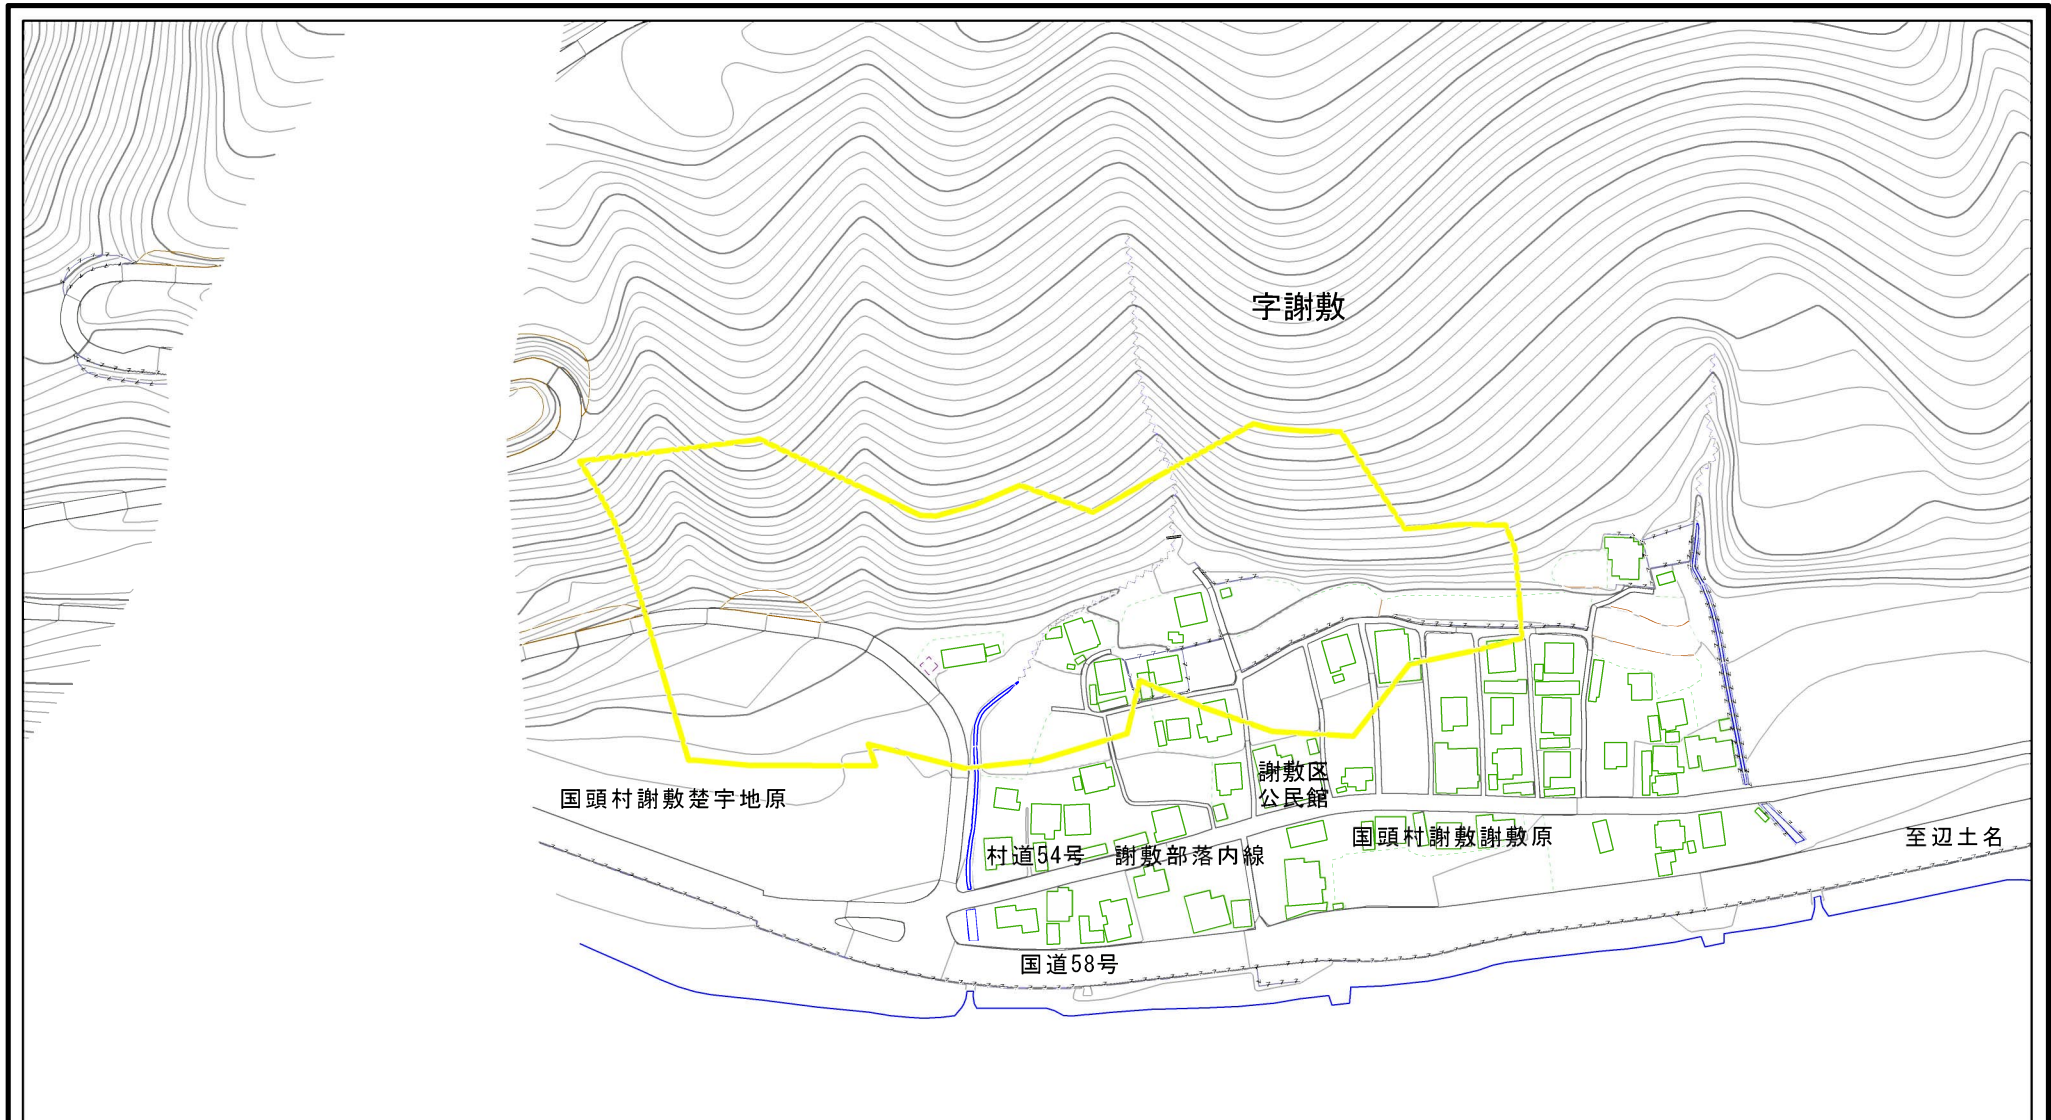 字謝敷
謝敷区
公民館
国頭村謝敷楚宇地原
国頭村謝敷謝敷原
至辺土名
村道54号　謝敷部落内線
国道58号